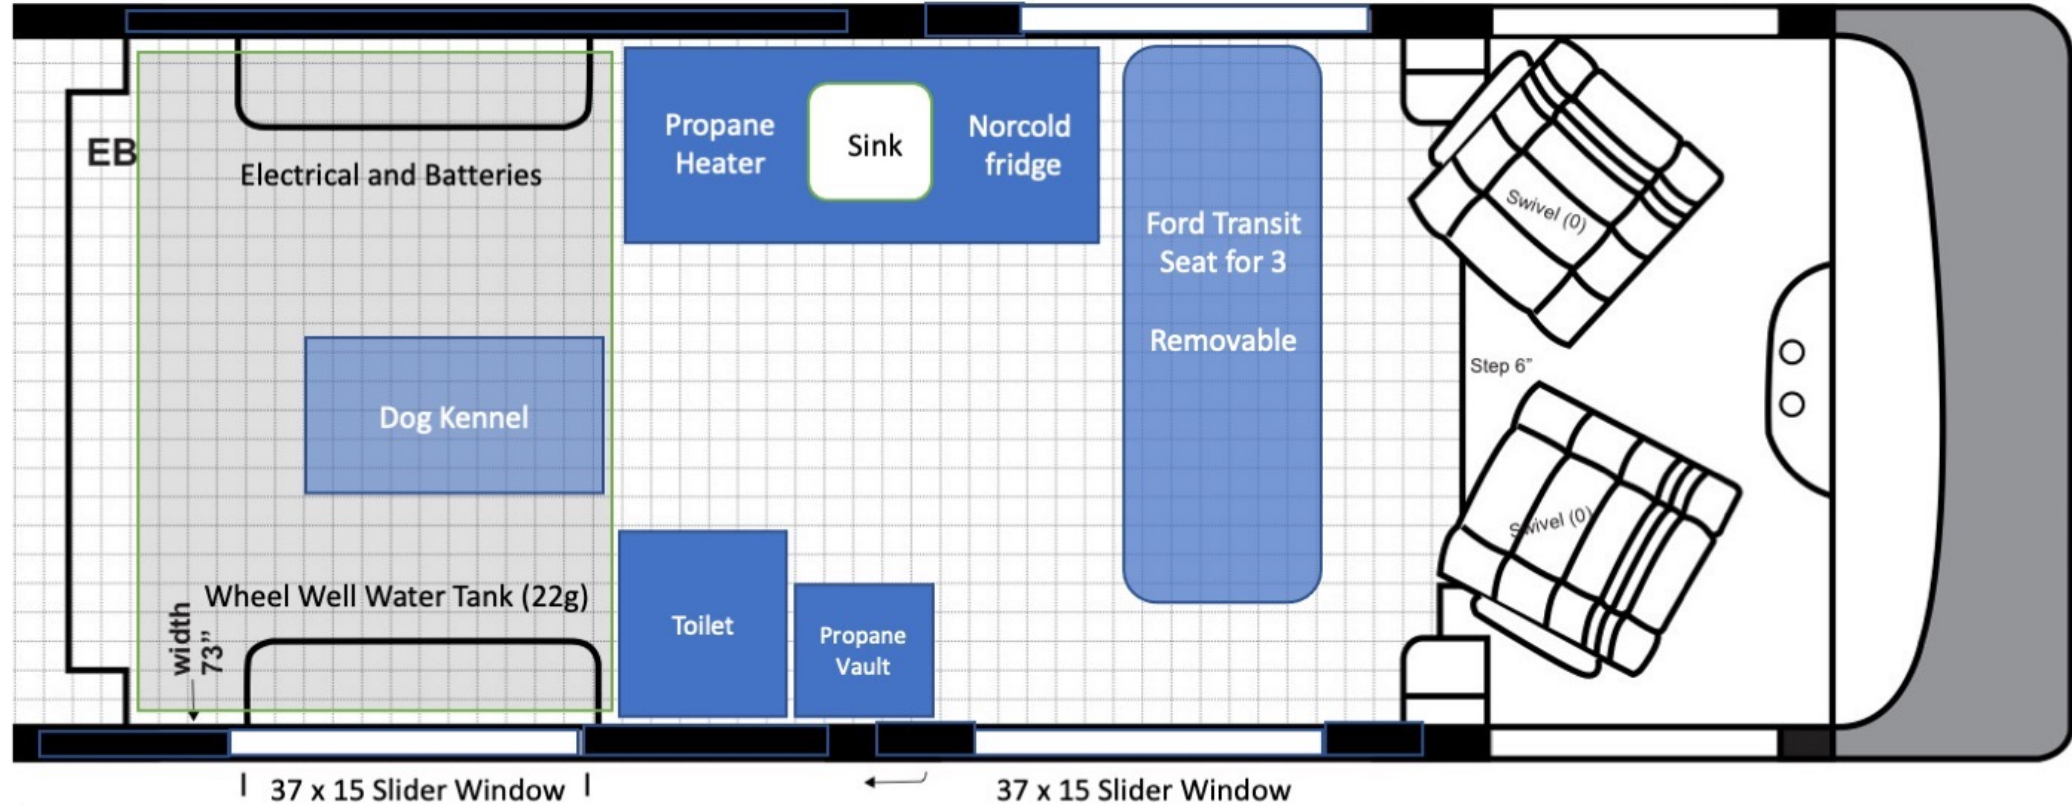 EB
Electrical and Batteries
Propane
Heater
Sink
Norcold
fridge
Ford Transit
Seat for 3
Removable
Swivel (0)
Step 6”
Dog Kennel
Swivel (0)
Wheel Well Water Tank (22g)
width
73”
Toilet
Propane
Vault
37 x 15 Slider Window
37 x 15 Slider Window